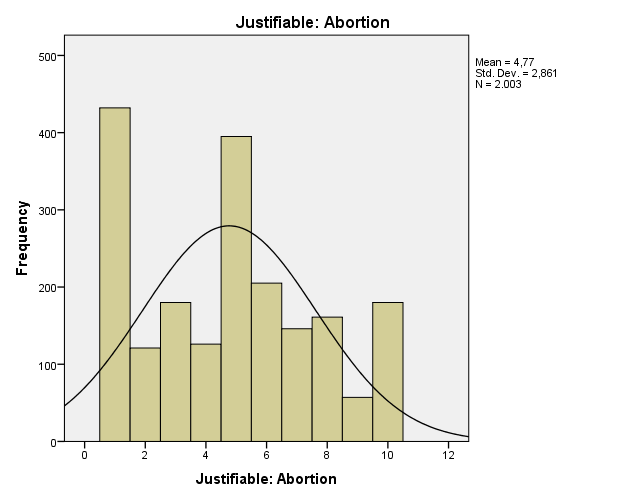 Justifiable: Abortion
Mean = 4,77
Std. Dev. = 2,861
N = 2.003
Frequency
500
400
300
200
100
0
0 2 4 6 8 10 12
Justifiable: Abortion